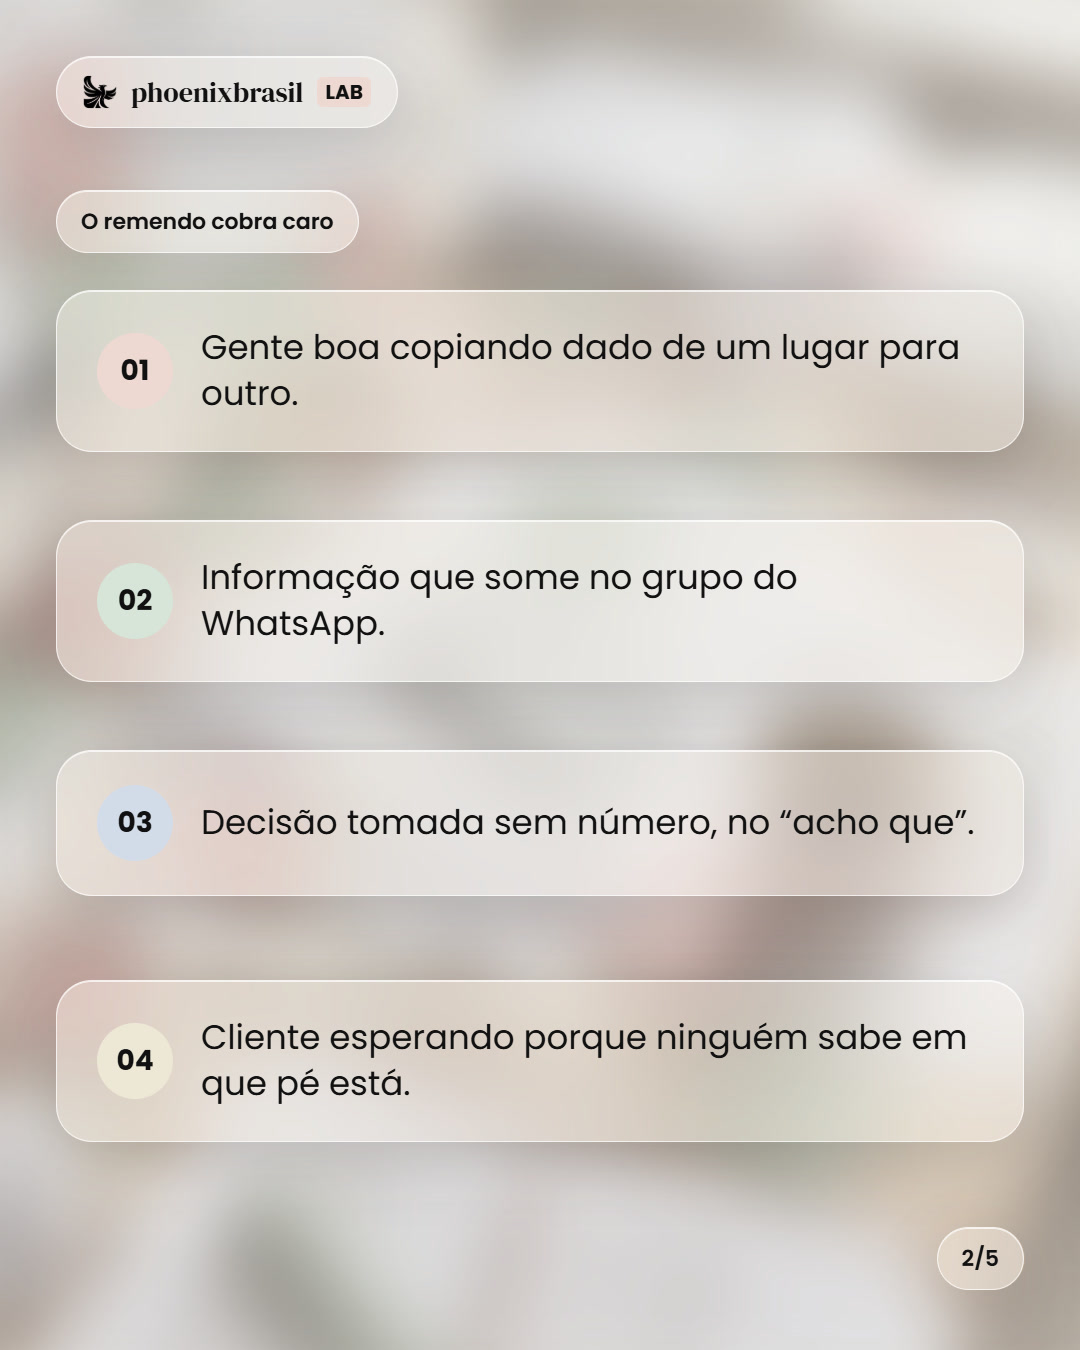 phoenixbrasil LAB
O remendo cobra caro
01 Gente boa copiando dado de um lugar para
outro.
02 Informação que some no grupo do
WhatsApp.
03 Decisão tomada sem número, no “acho que”.
04 Cliente esperando porque ninguém sabe em
que pé está.
2/5